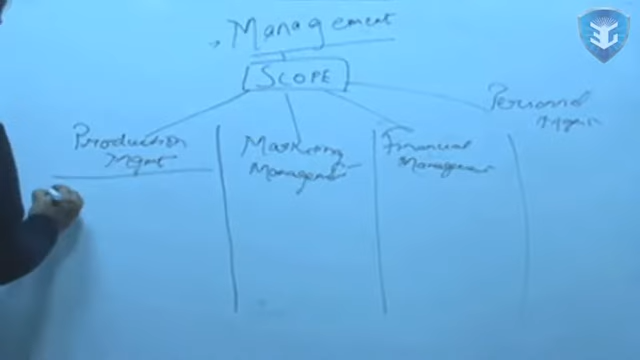 Management
SCOPE
Production
Mgmt
Marketing
Management
Financial
Management
Personnel
Mgmt